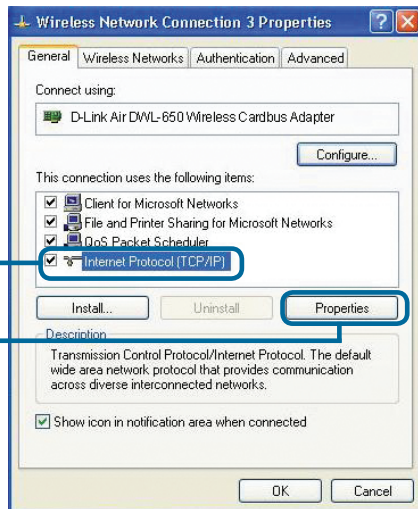 Wireless Network Connection 3 Properties
General
Wireless Networks
Authentication
Advanced
Connect using:
D-Link Air DWL-650 Wireless Cardbus Adapter
Configure...
This connection uses the following items:
Client for Microsoft Networks
File and Printer Sharing for Microsoft Networks
QoS Packet Scheduler
Internet Protocol (TCP/IP)
Install...
Uninstall
Properties
Description
Transmission Control Protocol/Internet Protocol. The default
wide area network protocol that provides communication
across diverse interconnected networks.
Show icon in notification area when connected
OK
Cancel